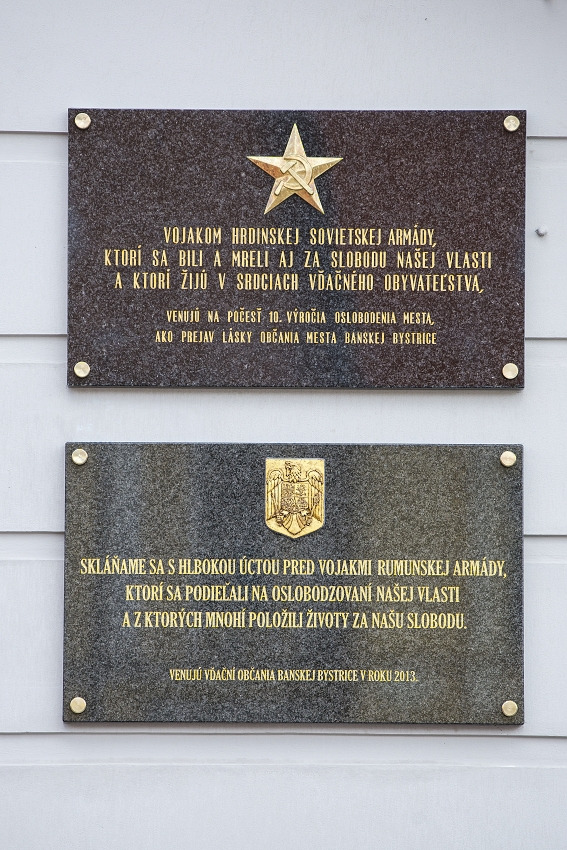 VOJAKOM HRDINSKEJ SOVIETSKEJ ARMÁDY,
KTORÍ SA BILI A MRELI AJ ZA SLOBODU NAŠEJ VLASTI
A KTORÍ ŽIJÚ V SRDCIACH VĎAČNÉHO OBYVATEĽSTVA,
VENUJÚ NA POČESŤ 10. VÝROČIA OSLOBODENIA MESTA,
AKO PREJAV LÁSKY OBČANIA MESTA BANSKEJ BYSTRICE
SKLÁŇAME SA S HLBOKOU ÚCTOU PRED VOJAKMI RUMUNSKEJ ARMÁDY,
KTORÍ SA PODIEĽALI NA OSLOBODZOVANÍ NAŠEJ VLASTI
A Z KTORÝCH MNOHÍ POLOŽILI ŽIVOTY ZA NAŠU SLOBODU.
VENUJÚ VĎAČNÍ OBČANIA BANSKEJ BYSTRICE V ROKU 2013.